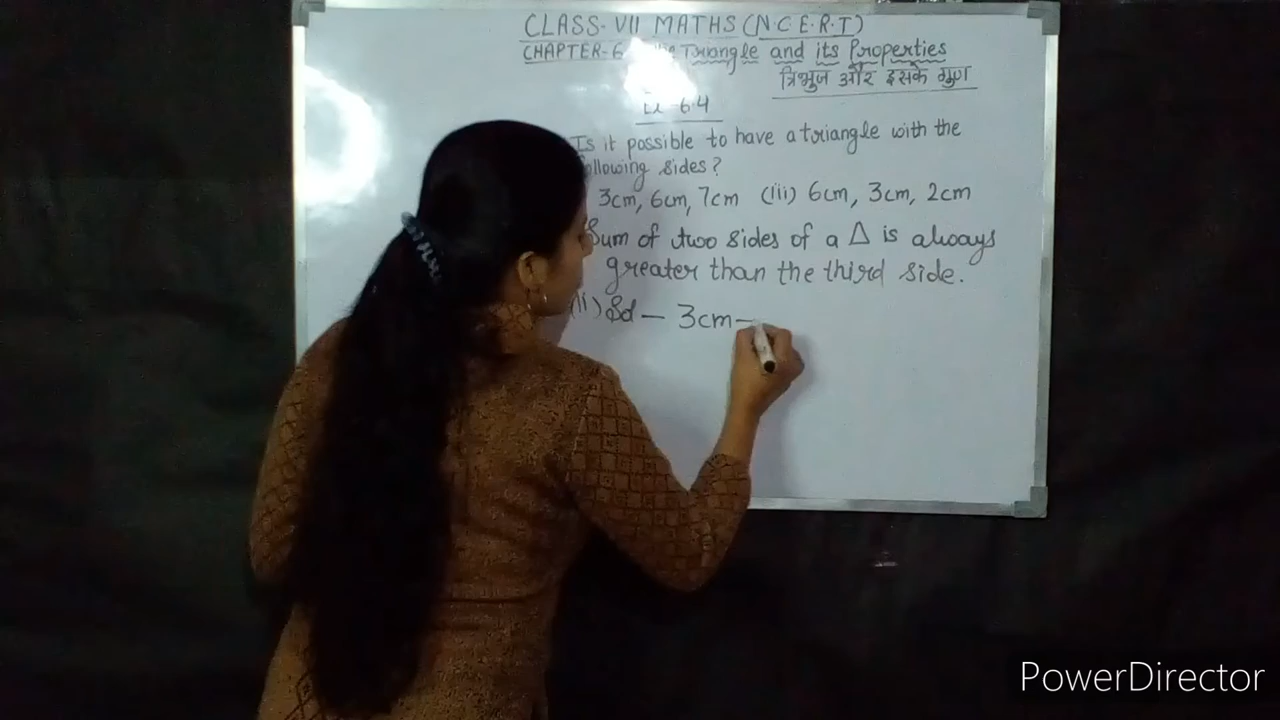 CLASS-VII MATHS (N.C.E.R.T)
CHAPTER-6 The Triangle and its Properties
त्रिभुज और इसके गुण
Ex-6.4
Is it possible to have a triangle with the
following sides?
3cm, 6cm, 7cm (iii) 6cm, 3cm, 2cm
Sum of two sides of a Δ is always
greater than the third side.
(ii) Sol — 3cm
PowerDirector